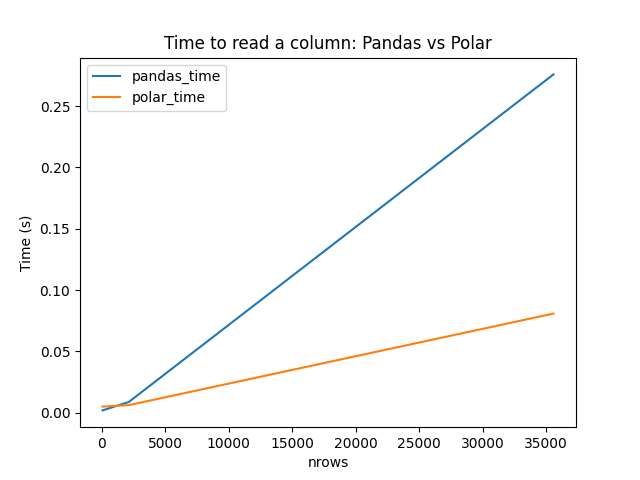 Time to read a column: Pandas vs Polar
pandas_time
polar_time
Time (s)
0.25
0.20
0.15
0.10
0.05
0.00
0 5000 10000 15000 20000 25000 30000 35000
nrows